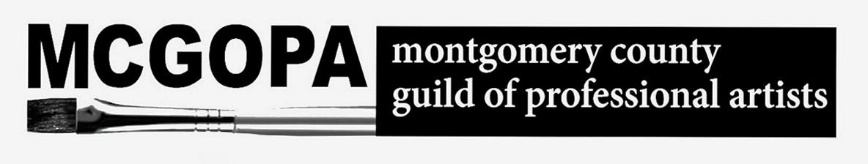 MCGOPA
montgomery county
guild of professional artists